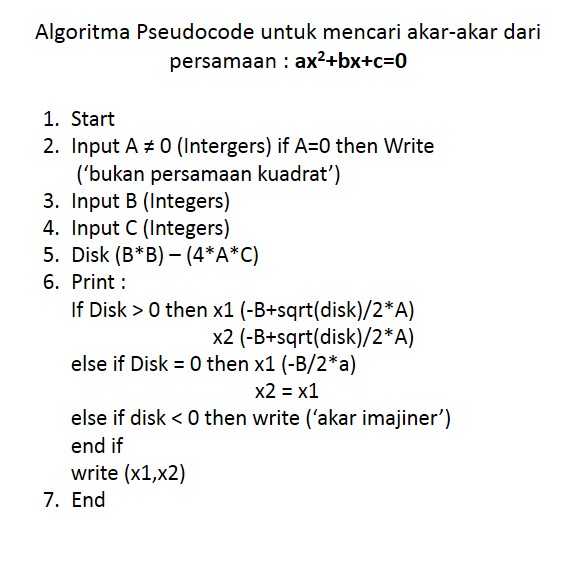 Algoritma Pseudocode untuk mencari akar-akar dari
persamaan : ax²+bx+c=0
1. Start
2. Input A ≠ 0 (Intergers) if A=0 then Write
('bukan persamaan kuadrat')
3. Input B (Integers)
4. Input C (Integers)
5. Disk (B*B) – (4*A*C)
6. Print :
If Disk > 0 then x1 (-B+sqrt(disk)/2*A)
x2 (-B+sqrt(disk)/2*A)
else if Disk = 0 then x1 (-B/2*a)
x2 = x1
else if disk < 0 then write ('akar imajiner')
end if
write (x1,x2)
7. End